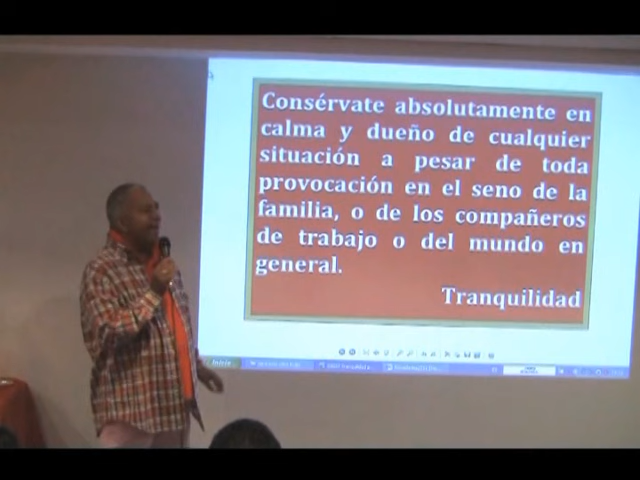 Consérvate absolutamente en
calma y dueño de cualquier
situación a pesar de toda
provocación en el seno de la
familia, o de los compañeros
de trabajo o del mundo en
general.
Tranquilidad
Inicio